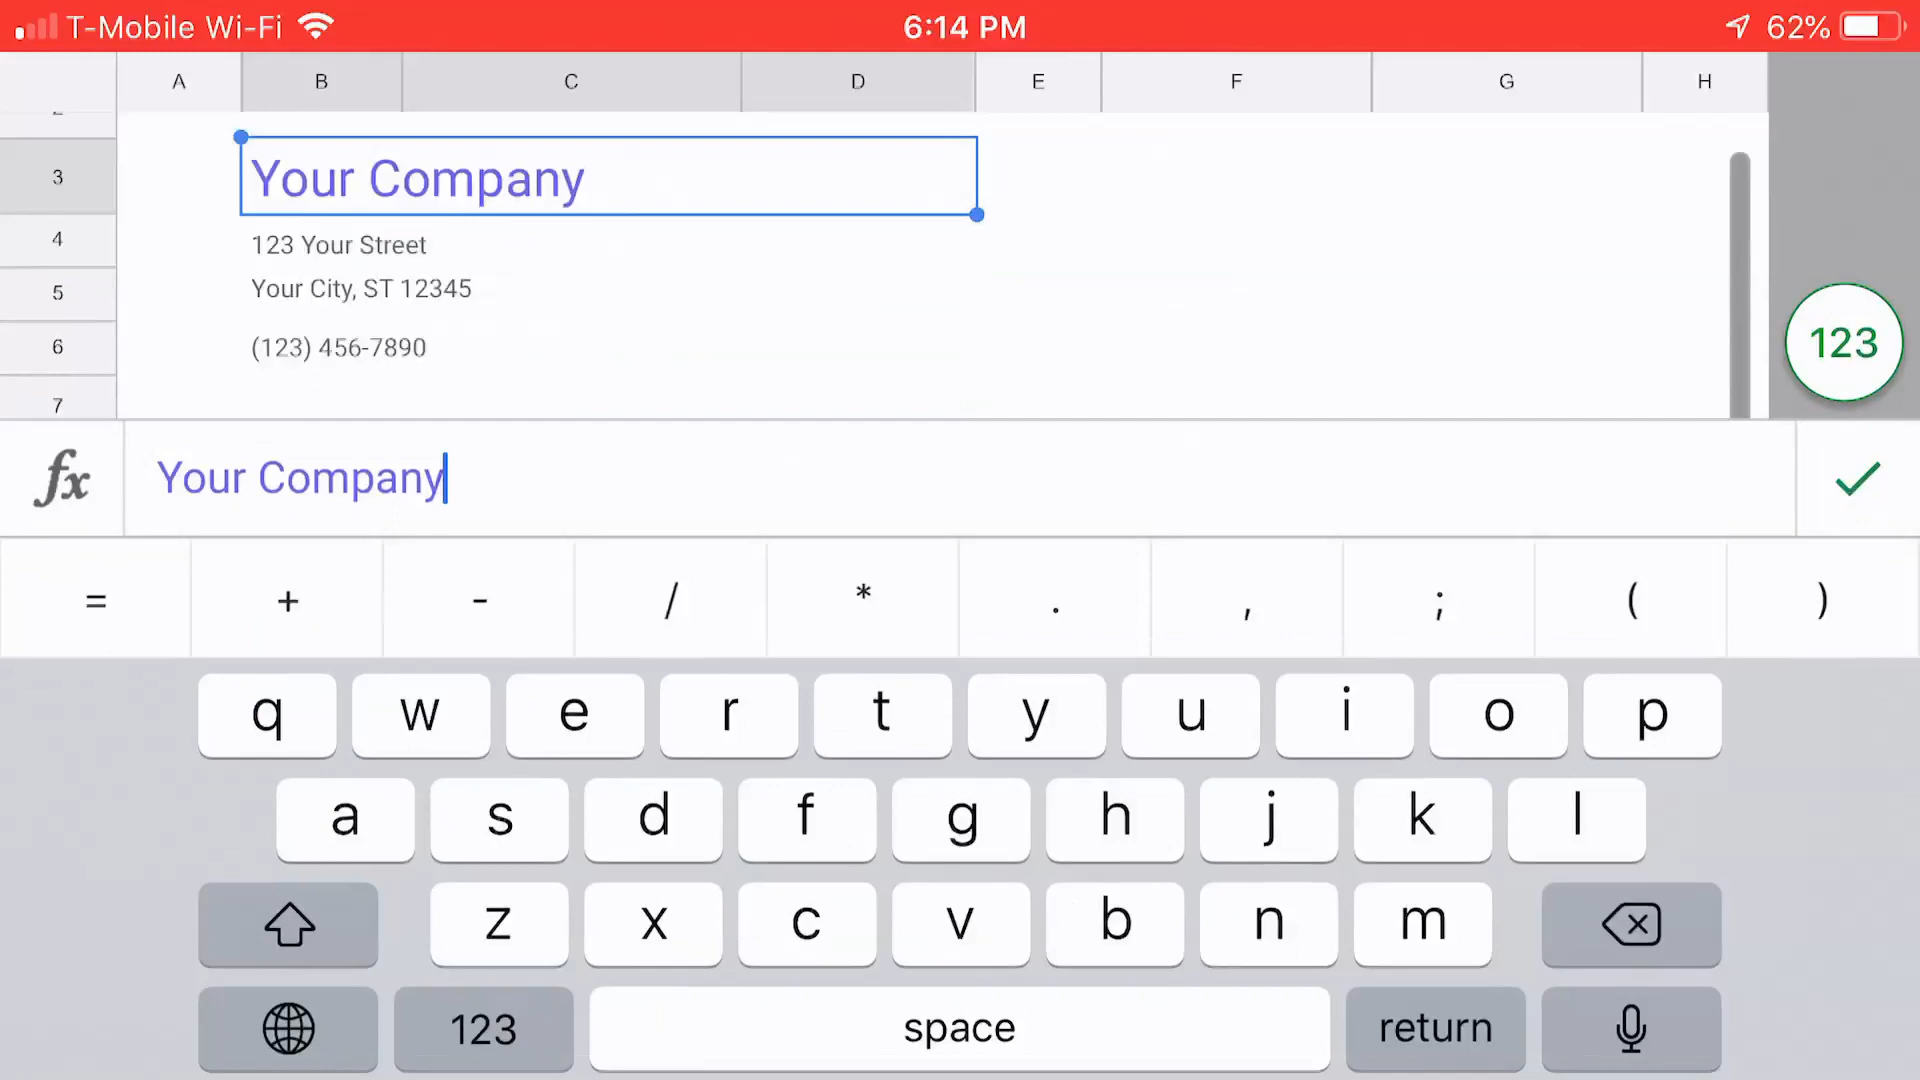 T-Mobile Wi-Fi 6:14 PM 62%
A B C D E F G H
3 Your Company
4 123 Your Street
5 Your City, ST 12345
6 (123) 456-7890
7
123
fx Your Company
= + - / * . , ; ( )
q w e r t y u i o p
a s d f g h j k l
z x c v b n m
123 space return